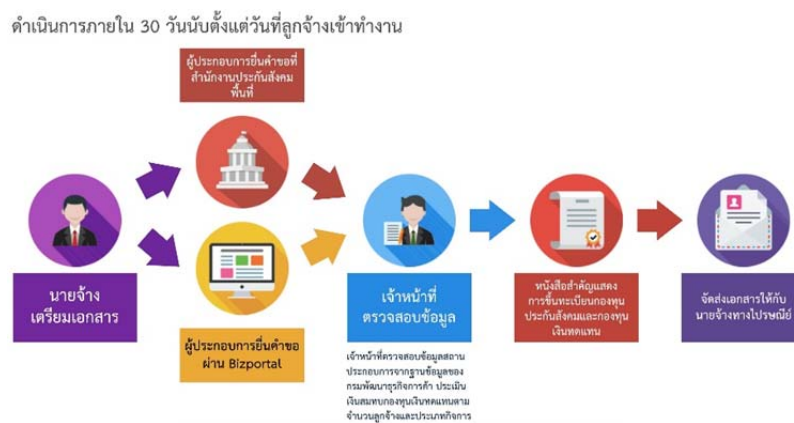 ดำเนินการภายใน 30 วันนับตั้งแต่วันที่ลูกจ้างเข้าทำงาน
ผู้ประกอบการยื่นคำขอที่
สำนักงานประกันสังคม
พื้นที่
นายจ้าง
เตรียมเอกสาร
ผู้ประกอบการยื่นคำขอ
ผ่าน Bizportal
เจ้าหน้าที่
ตรวจสอบข้อมูล
เจ้าหน้าที่ตรวจสอบข้อมูลสถาน
ประกอบการจากฐานข้อมูลของ
กรมพัฒนาธุรกิจการค้า ประเมิน
เงินสมทบกองทุนเงินทดแทนตาม
จำนวนลูกจ้างและประเภทกิจการ
หนังสือสำคัญแสดง
การขึ้นทะเบียนกองทุน
ประกันสังคมและกองทุน
เงินทดแทน
จัดส่งเอกสารให้กับ
นายจ้างทางไปรษณีย์